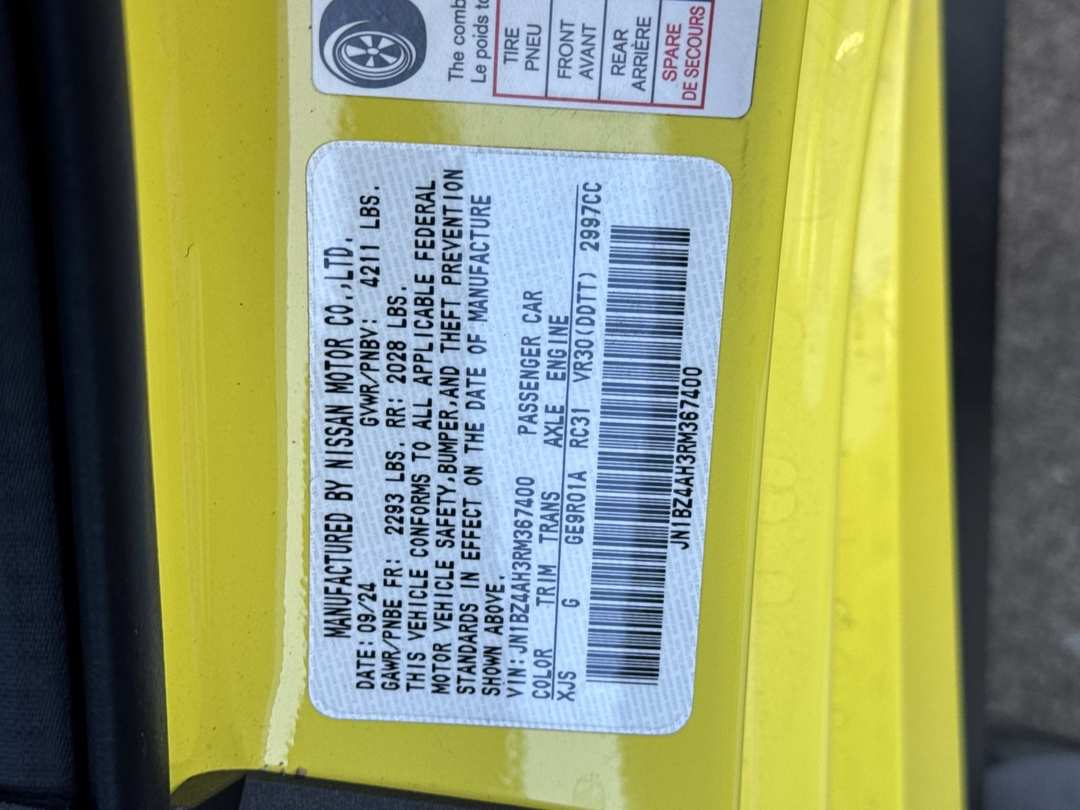 MANUFACTURED BY NISSAN MOTOR CO.,LTD.
DATE: 09/24 GVWR/PNBV: 4211 LBS.
GAWR/PNBE FR: 2293 LBS. RR: 2028 LBS.
THIS VEHICLE CONFORMS TO ALL APPLICABLE FEDERAL
MOTOR VEHICLE SAFETY,BUMPER,AND THEFT PREVENTION
STANDARDS IN EFFECT ON THE DATE OF MANUFACTURE
SHOWN ABOVE.
VIN:JN1BZ4AH3RM367400 PASSENGER CAR
COLOR TRIM TRANS AXLE ENGINE
XJS G GE9R01A RC31 VR30(DDTT) 2997CC
JN1BZ4AH3RM367400
The comb
Le poids to
TIRE
PNEU
FRONT
AVANT
REAR
ARRIÈRE
SPARE
DE SECOURS